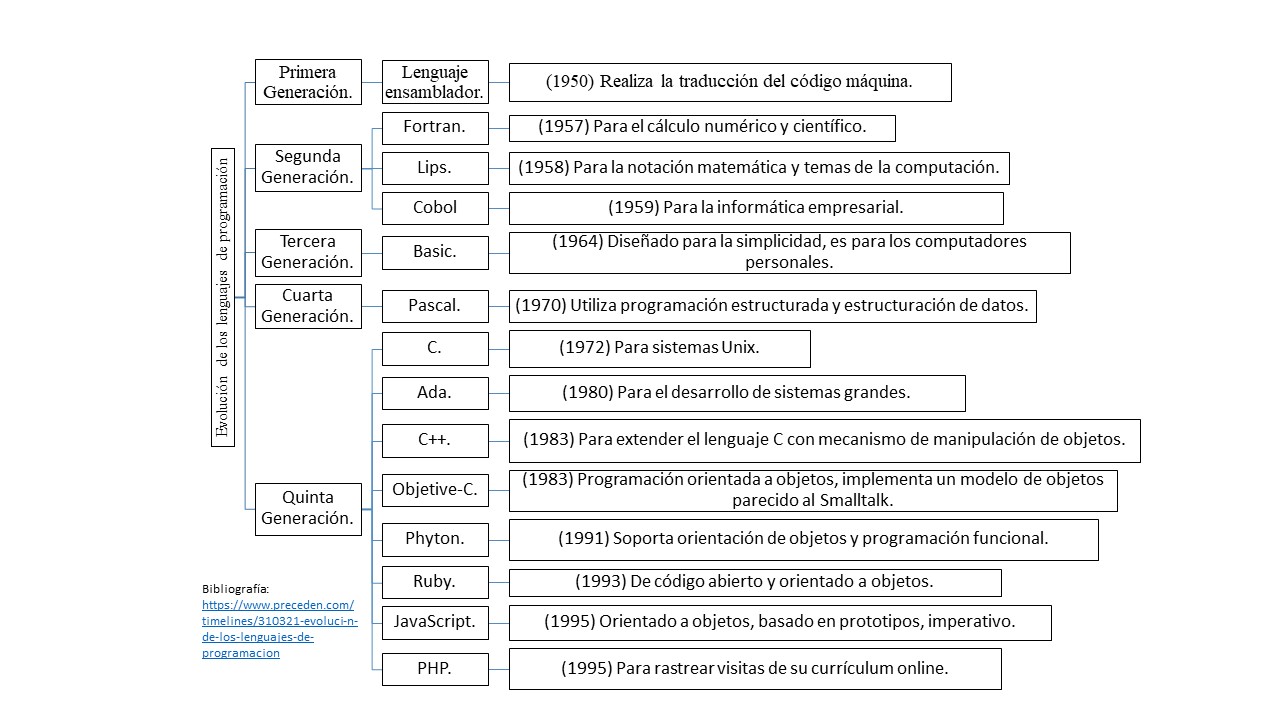 Evolución de los lenguajes de programación
Primera
Generación.
Lenguaje
ensamblador.
(1950) Realiza la traducción del código máquina.
Segunda
Generación.
Fortran.
(1957) Para el cálculo numérico y científico.
Lips.
(1958) Para la notación matemática y temas de la computación.
Cobol
(1959) Para la informática empresarial.
Tercera
Generación.
Basic.
(1964) Diseñado para la simplicidad, es para los computadores
personales.
Cuarta
Generación.
Pascal.
(1970) Utiliza programación estructurada y estructuración de datos.
Quinta
Generación.
C.
(1972) Para sistemas Unix.
Ada.
(1980) Para el desarrollo de sistemas grandes.
C++.
(1983) Para extender el lenguaje C con mecanismo de manipulación de objetos.
Objetive-C.
(1983) Programación orientada a objetos, implementa un modelo de objetos
parecido al Smalltalk.
Phyton.
(1991) Soporta orientación de objetos y programación funcional.
Ruby.
(1993) De código abierto y orientado a objetos.
JavaScript.
(1995) Orientado a objetos, basado en prototipos, imperativo.
PHP.
(1995) Para rastrear visitas de su currículum online.
Bibliografía:
https://www.preceden.com/
timelines/310321-evoluci-n-
de-los-lenguajes-de-
programacion